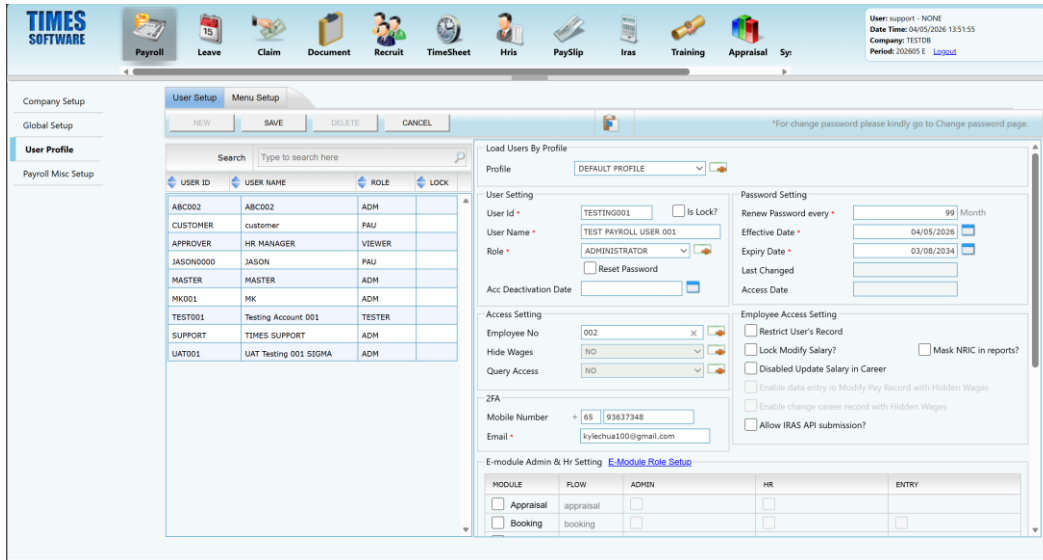 TIMES
SOFTWARE
Payroll
15
Leave
Claim
Document
Recruit
TimeSheet
Hris
PaySlip
Iras
Training
Appraisal
Sy:
User: support - NONE
Date Time: 04/05/2026 13:51:55
Company: TESTDB
Period: 202605 E Logout
Company Setup
Global Setup
User Profile
Payroll Misc Setup
User Setup Menu Setup
NEW SAVE DELETE CANCEL
*For change password please kindly go to Change password page.
Search Type to search here
USER ID USER NAME ROLE LOCK
ABC002 ABC002 ADM
CUSTOMER customer PAU
APPROVER HR MANAGER VIEWER
JASON0000 JASON PAU
MASTER MASTER ADM
MK001 MK ADM
TEST001 Testing Account 001 TESTER
SUPPORT TIMES SUPPORT ADM
UAT001 UAT Testing 001 SIGMA ADM
Load Users By Profile
Profile DEFAULT PROFILE
User Setting
User Id * TESTING001 Is Lock?
User Name * TEST PAYROLL USER 001
Role * ADMINISTRATOR
Reset Password
Acc Deactivation Date
Password Setting
Renew Password every * 99 Month
Effective Date * 04/05/2026
Expiry Date * 03/08/2034
Last Changed
Access Date
Access Setting
Employee No 002
Hide Wages NO
Query Access NO
Employee Access Setting
Restrict User's Record
Lock Modify Salary? Mask NRIC in reports?
Disabled Update Salary in Career
Enable data entry in Modify Pay Record with Hidden Wages
Enable change career record with Hidden Wages
Allow IRAS API submission?
2FA
Mobile Number + 65 93637348
Email * kylechua100@gmail.com
E-module Admin & Hr Setting E-Module Role Setup
MODULE FLOW ADMIN HR ENTRY
Appraisal appraisal
Booking booking